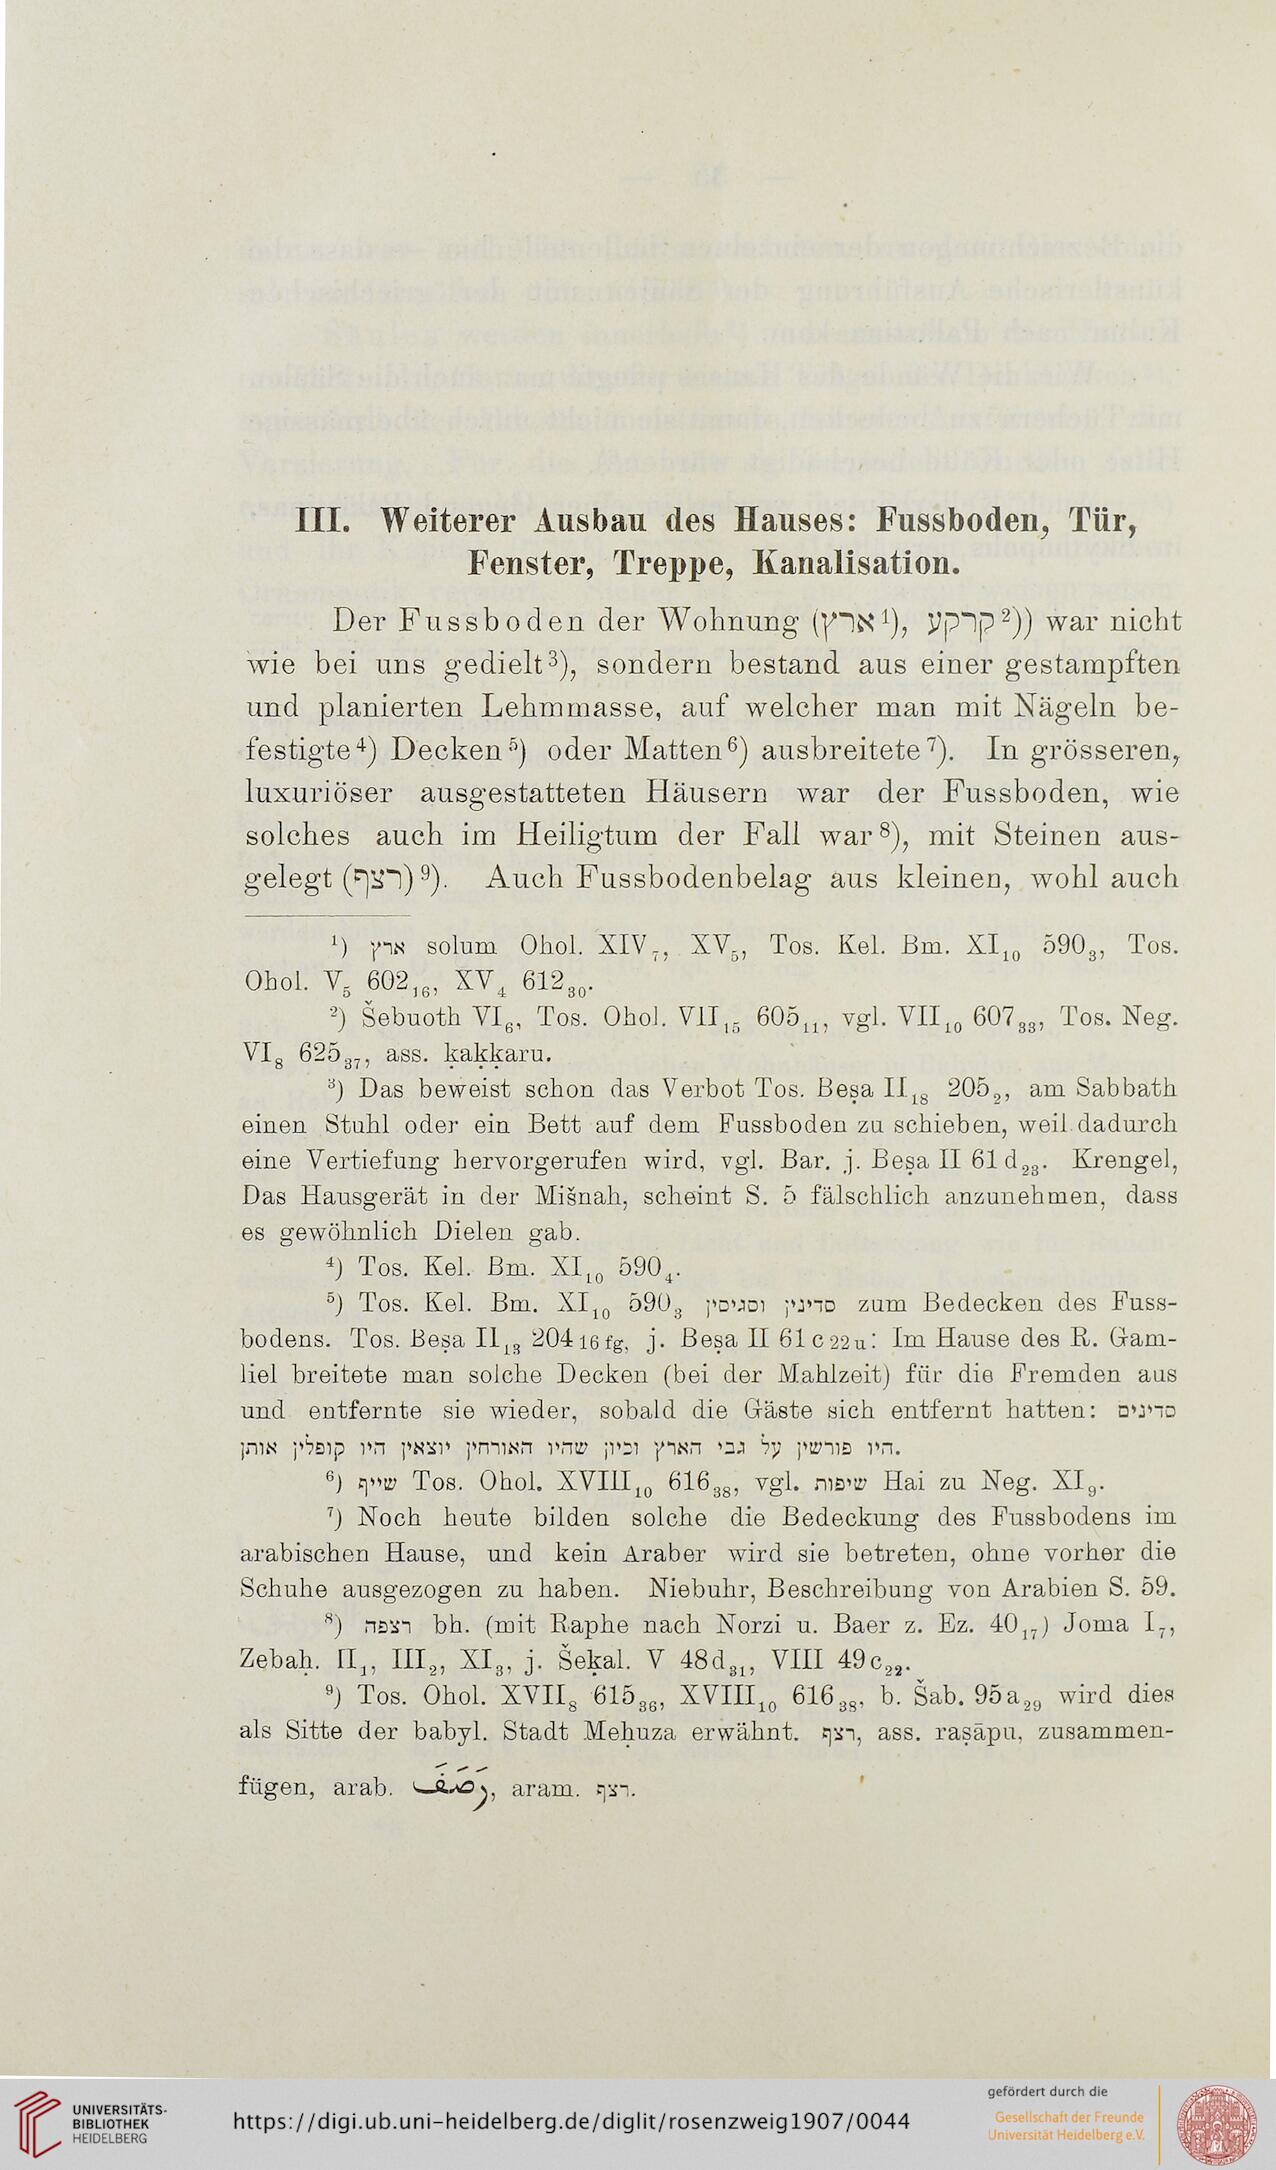 III. Weiterer Ausbau des Hauses: Fussboden, Tür,
Fenster, Treppe, Kanalisation.
Der Fussboden der Wohnung (ארץ¹), קרקע²)) war nicht
wie bei uns gedielt³), sondern bestand aus einer gestampften
und planierten Lehmmasse, auf welcher man mit Nägeln be-
festigte⁴) Decken⁵) oder Matten⁶) ausbreitete⁷). In grösseren,
luxuriöser ausgestatteten Häusern war der Fussboden, wie
solches auch im Heiligtum der Fall war⁸), mit Steinen aus-
gelegt (רצף)⁹). Auch Fussbodenbelag aus kleinen, wohl auch
¹) ארץ solum Ohol. XIV₇, XV₅, Tos. Kel. Bm. XI₁₀ 590₃, Tos.
Ohol. V₅ 602₁₆, XV₄ 612₃₀.
²) Šebuoth VI₆, Tos. Ohol. VII₁₅ 605₁₁, vgl. VII₁₀ 607₃₃, Tos. Neg.
VI₈ 625₃₇, ass. ḳaḳḳaru.
³) Das beweist schon das Verbot Tos. Beṣa II₁₈ 205₂, am Sabbath
einen Stuhl oder ein Bett auf dem Fussboden zu schieben, weil dadurch
eine Vertiefung hervorgerufen wird, vgl. Bar. j. Beṣa II 61d₂₃. Krengel,
Das Hausgerät in der Mišnah, scheint S. 5 fälschlich anzunehmen, dass
es gewöhnlich Dielen gab.
⁴) Tos. Kel. Bm. XI₁₀ 590₄.
⁵) Tos. Kel. Bm. XI₁₀ 590₃ סדינין וסגיסין zum Bedecken des Fuss-
bodens. Tos. Beṣa II₁₃ 204 16 fg, j. Beṣa II 61c 22 u: Im Hause des R. Gam-
liel breitete man solche Decken (bei der Mahlzeit) für die Fremden aus
und entfernte sie wieder, sobald die Gäste sich entfernt hatten: סדינים
היו פורשין על גבי הארץ וכיון שהיו האורחין יוצאין היו קופלין אותן.
⁶) שייף Tos. Ohol. XVIII₁₀ 616₃₈, vgl. שיפות Hai zu Neg. XI₉.
⁷) Noch heute bilden solche die Bedeckung des Fussbodens im
arabischen Hause, und kein Araber wird sie betreten, ohne vorher die
Schuhe ausgezogen zu haben. Niebuhr, Beschreibung von Arabien S. 59.
⁸) רצפה bh. (mit Raphe nach Norzi u. Baer z. Ez. 40₁₇) Joma I₇,
Zebaḥ. II₁, III₂, XI₃, j. Šeḳal. V 48d₃₁, VIII 49c₂₂.
⁹) Tos. Ohol. XVII₈ 615₃₆, XVIII₁₀ 616₃₈, b. Šab. 95a₂₉ wird dies
als Sitte der babyl. Stadt Meḥuza erwähnt. רצף, ass. raṣāpu, zusammen-
fügen, arab. رَصَفَ, aram. רצף.
UNIVERSITÄTS-
BIBLIOTHEK
HEIDELBERG
https://digi.ub.uni-heidelberg.de/diglit/rosenzweig1907/0044
gefördert durch die
Gesellschaft der Freunde
Universität Heidelberg e.V.